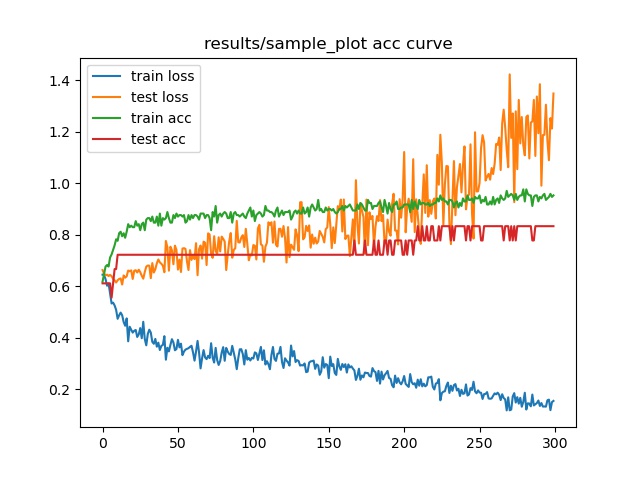 results/sample_plot acc curve
train loss
test loss
train acc
test acc
1.4
1.2
1.0
0.8
0.6
0.4
0.2
0 50 100 150 200 250 300